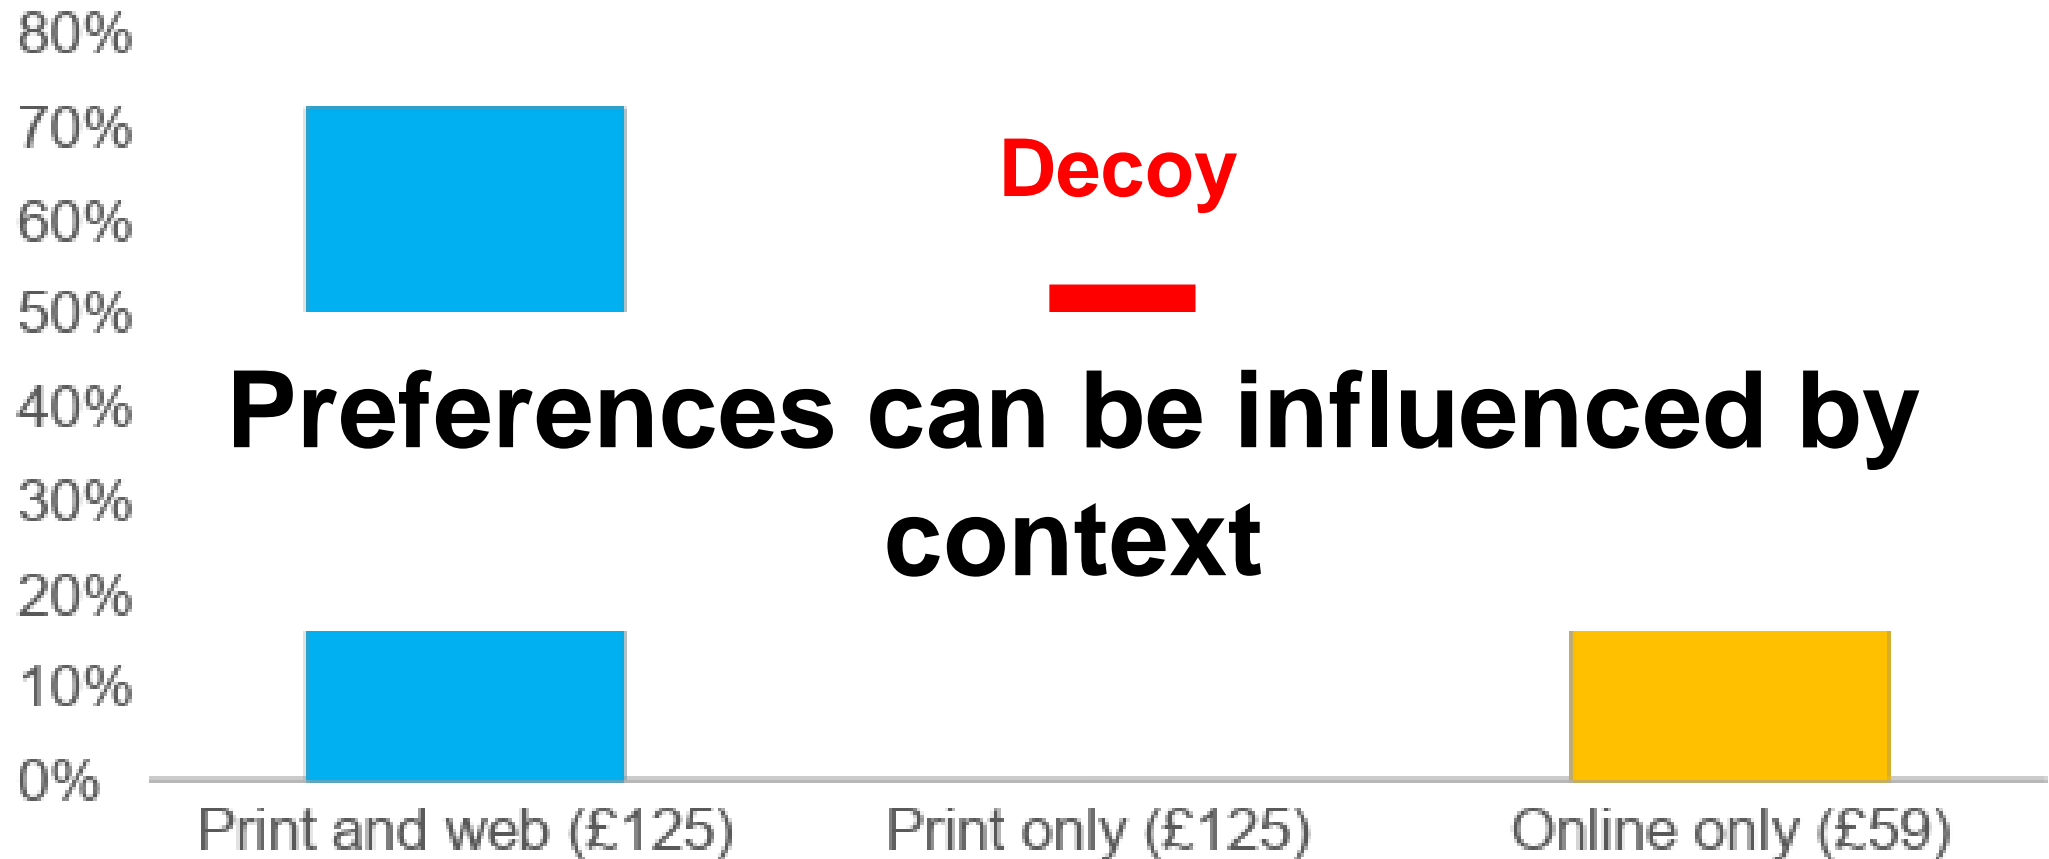 80%
70%
Decoy
60%
50%
40%
Preferences can be influenced by
30%
context
20%
10%
0%
Print and web (£125)
Print only (£125)
Online only (£59)